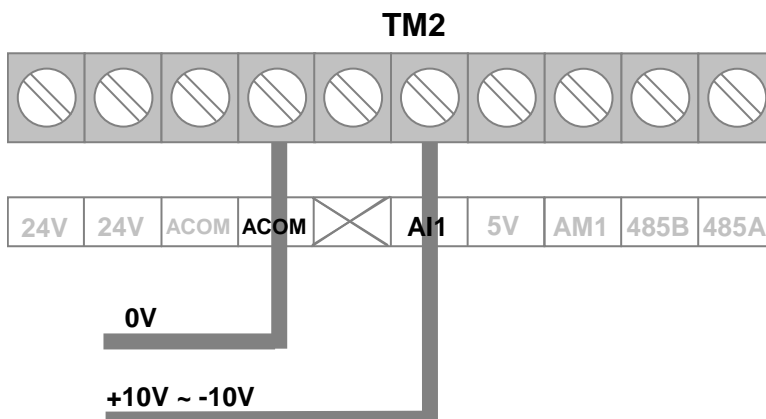 TM2
24V 24V ACOM ACOM AI1 5V AM1 485B 485A
0V
+10V ~ -10V